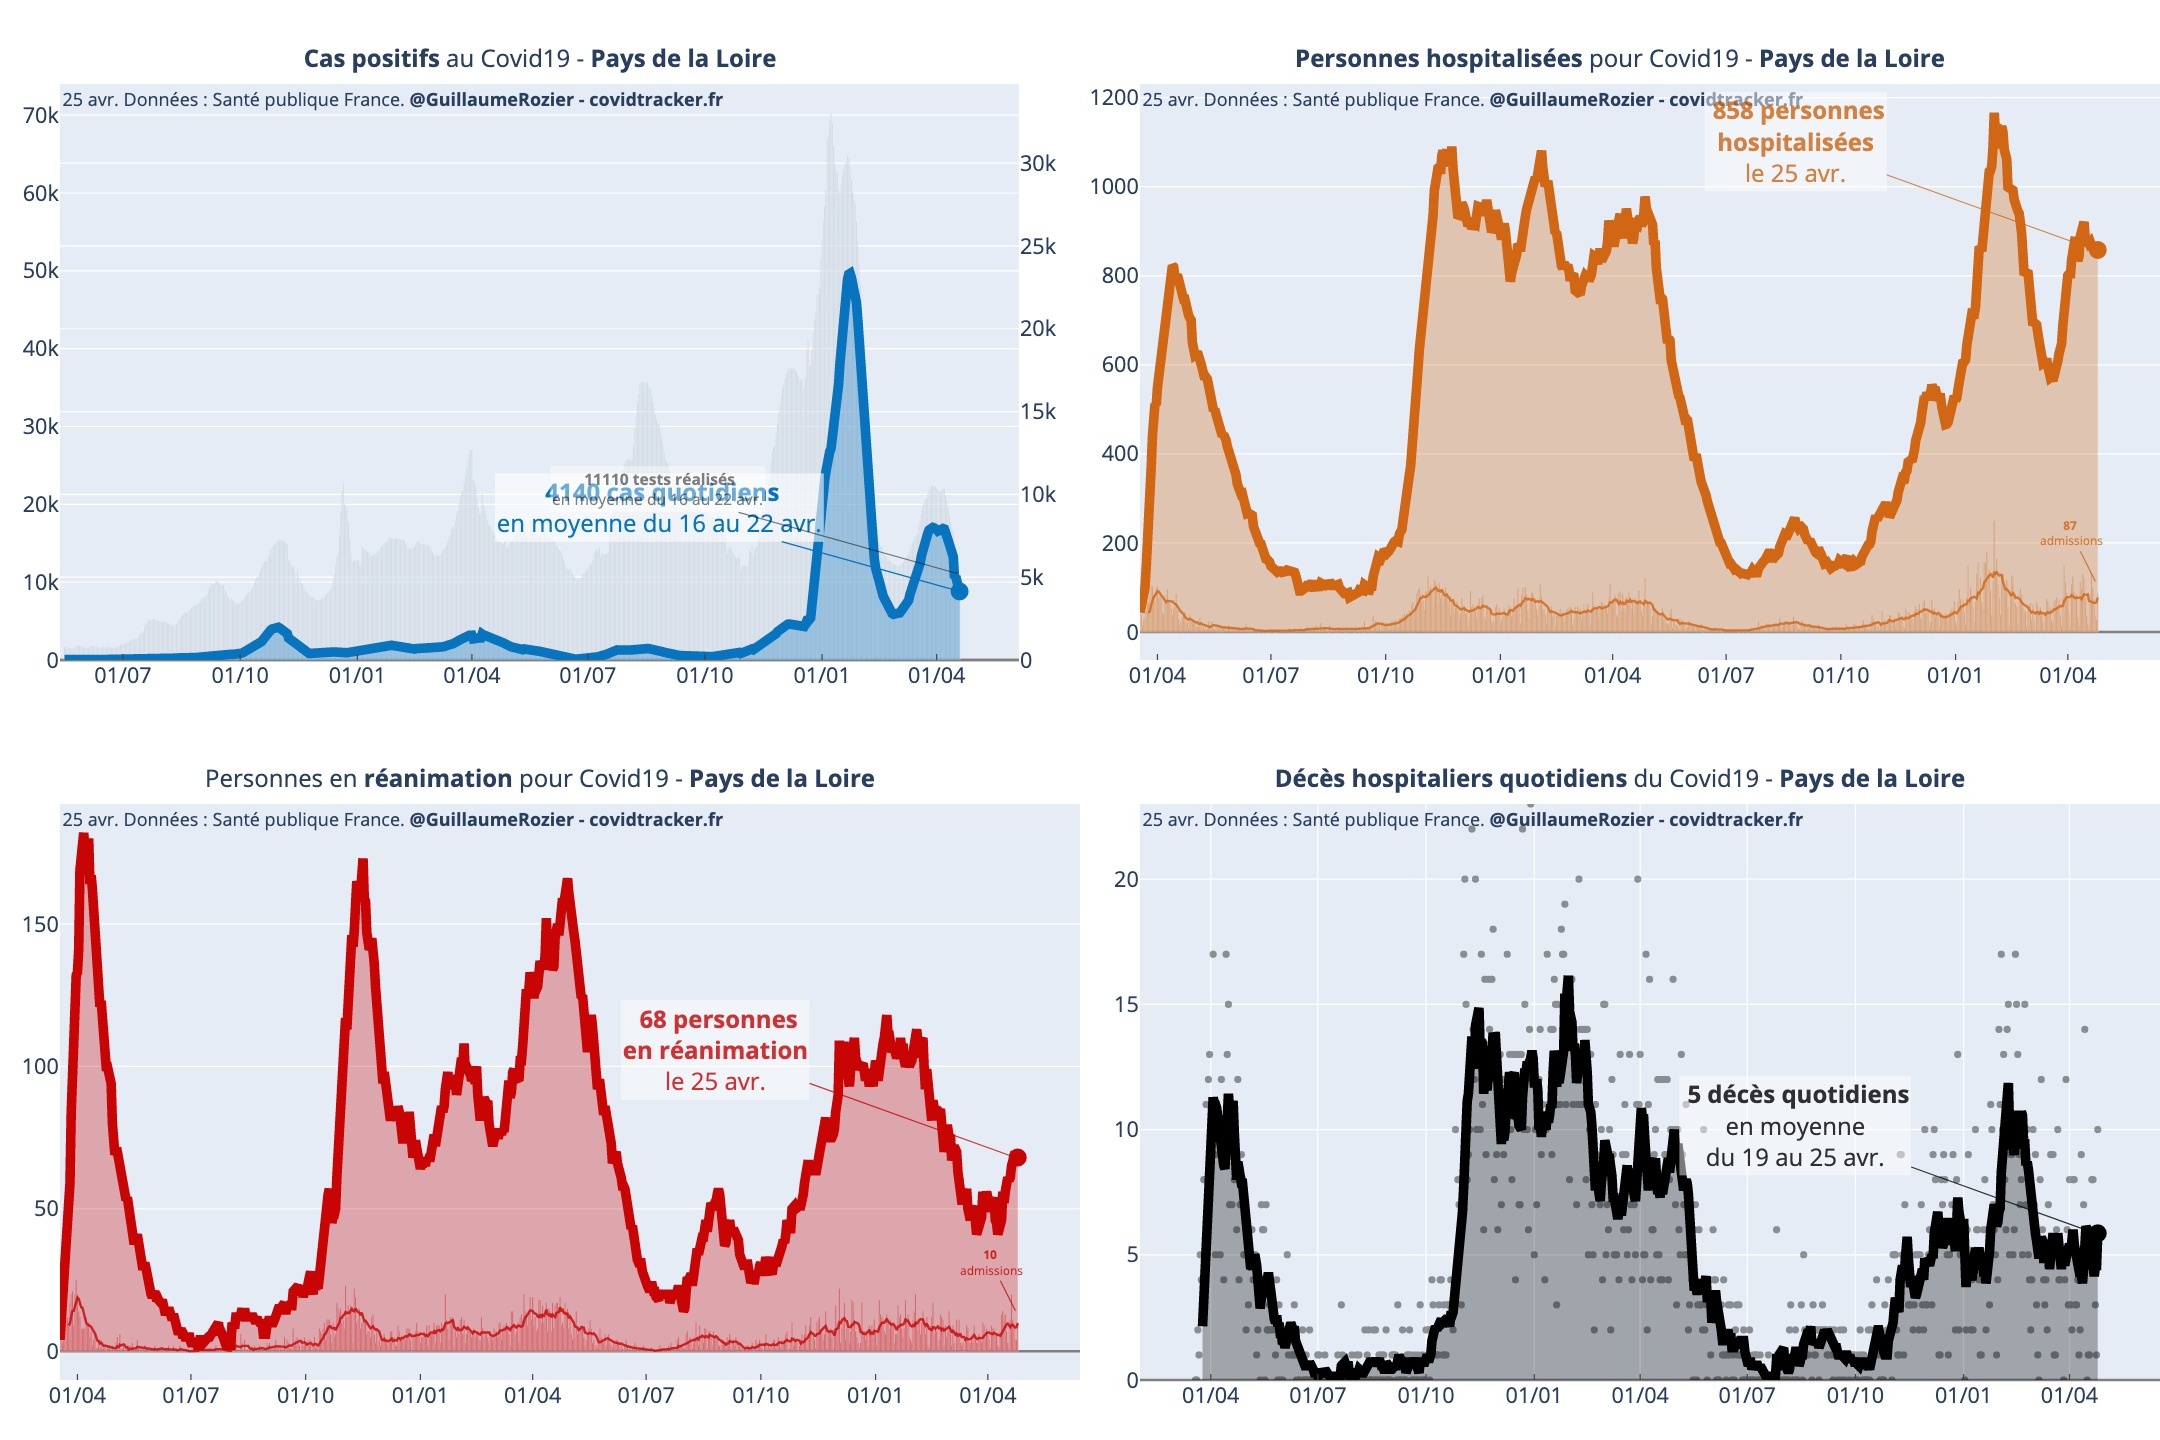 Cas positifs au Covid19 - Pays de la Loire
25 avr. Données : Santé publique France. @GuillaumeRozier - covidtracker.fr
70k
60k
50k
40k
30k
20k
10k
0
30k
25k
20k
15k
10k
5k
0
11110 tests réalisés
en moyenne du 16 au 22 avr.
4140 cas quotidiens
en moyenne du 16 au 22 avr.
01/07 01/10 01/01 01/04 01/07 01/10 01/01 01/04
Personnes hospitalisées pour Covid19 - Pays de la Loire
25 avr. Données : Santé publique France. @GuillaumeRozier - covidtracker.fr
1200
1000
800
600
400
200
0
858 personnes
hospitalisées
le 25 avr.
87
admissions
01/04 01/07 01/10 01/01 01/04 01/07 01/10 01/01 01/04
Personnes en réanimation pour Covid19 - Pays de la Loire
25 avr. Données : Santé publique France. @GuillaumeRozier - covidtracker.fr
150
100
50
0
68 personnes
en réanimation
le 25 avr.
10
admissions
01/04 01/07 01/10 01/01 01/04 01/07 01/10 01/01 01/04
Décès hospitaliers quotidiens du Covid19 - Pays de la Loire
25 avr. Données : Santé publique France. @GuillaumeRozier - covidtracker.fr
20
15
10
5
0
5 décès quotidiens
en moyenne
du 19 au 25 avr.
01/04 01/07 01/10 01/01 01/04 01/07 01/10 01/01 01/04